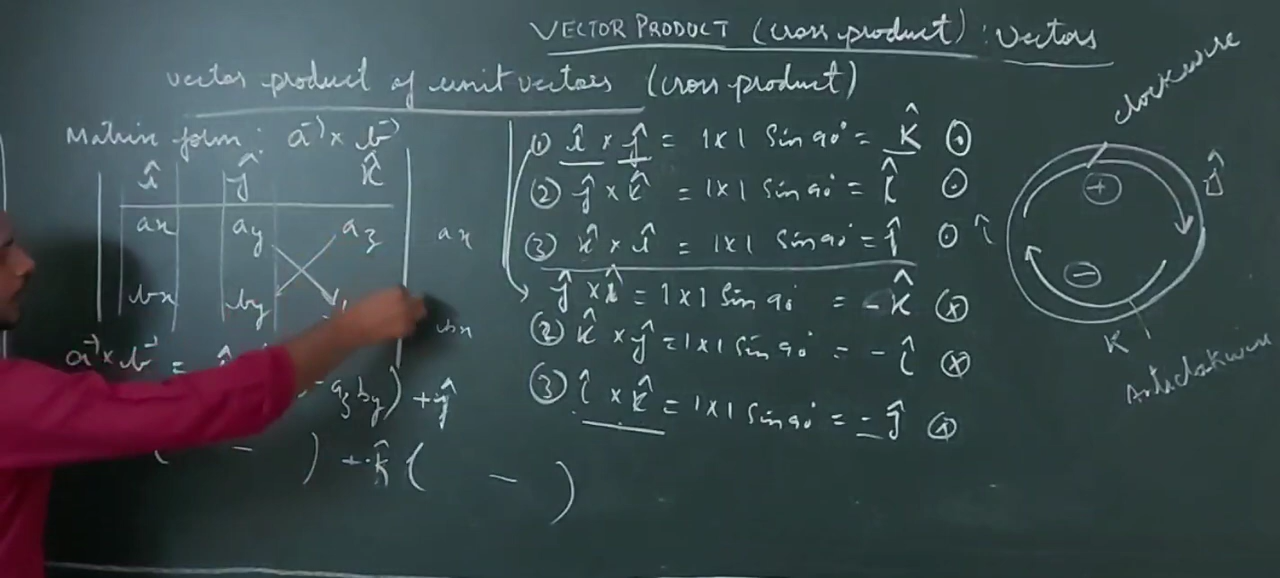 VECTOR PRODUCT (cross product) : Vectors
vector product of unit vectors (cross product)
Matrix form: a⃗ × b⃗
î ĵ k̂
ax ay az ax
bx by bx
a⃗ × b⃗ =
- az by) + ĵ
( - ) + k̂ ( - )
① î × ĵ = 1×1 Sin 90° = k̂ ⊙
② ĵ × k̂ = 1×1 Sin 90° = î ⊙
③ k̂ × î = 1×1 Sin 90° = ĵ ⊙
ĵ × î = 1×1 Sin 90° = - k̂ ⊗
② k̂ × ĵ = 1×1 Sin 90° = - î ⊗
③ î × k̂ = 1×1 Sin 90° = - ĵ ⊗
clockwise
+
ĵ
î
-
K
Anticlockwise